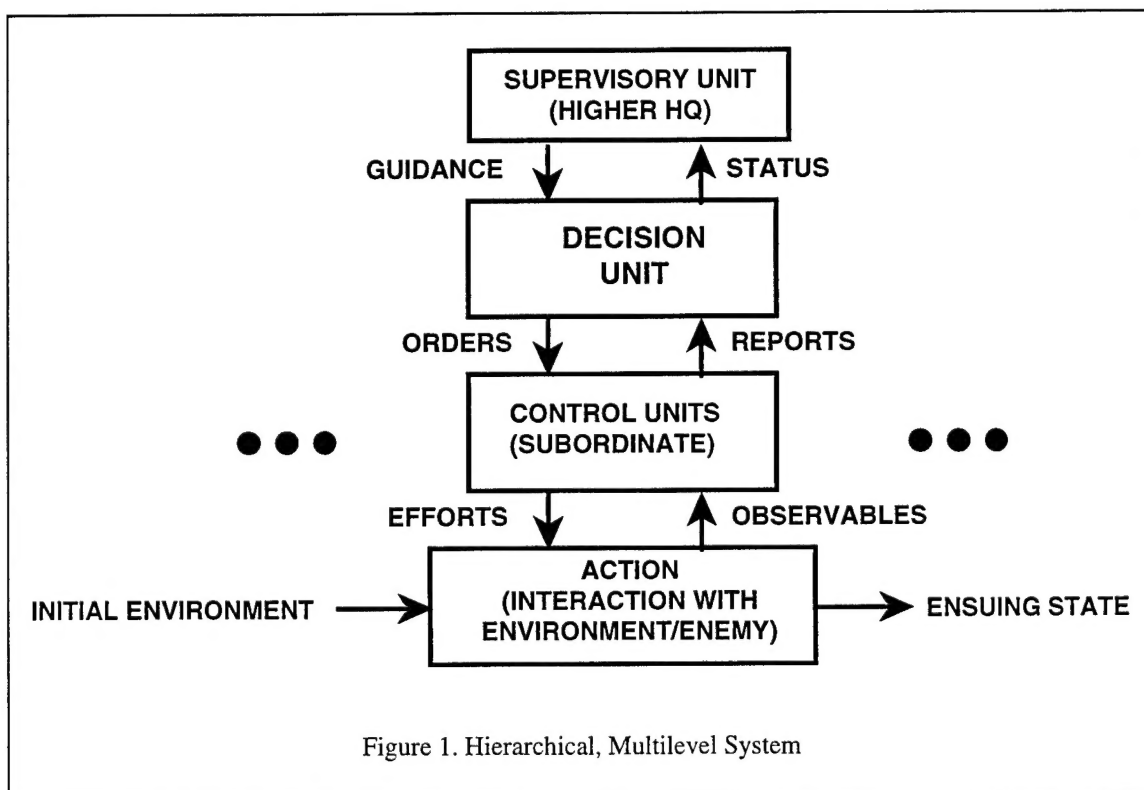 SUPERVISORY UNIT
(HIGHER HQ)
GUIDANCE
STATUS
DECISION
UNIT
ORDERS
REPORTS
CONTROL UNITS
(SUBORDINATE)
EFFORTS
OBSERVABLES
ACTION
(INTERACTION WITH
ENVIRONMENT/ENEMY)
INITIAL ENVIRONMENT
ENSUING STATE
Figure 1. Hierarchical, Multilevel System